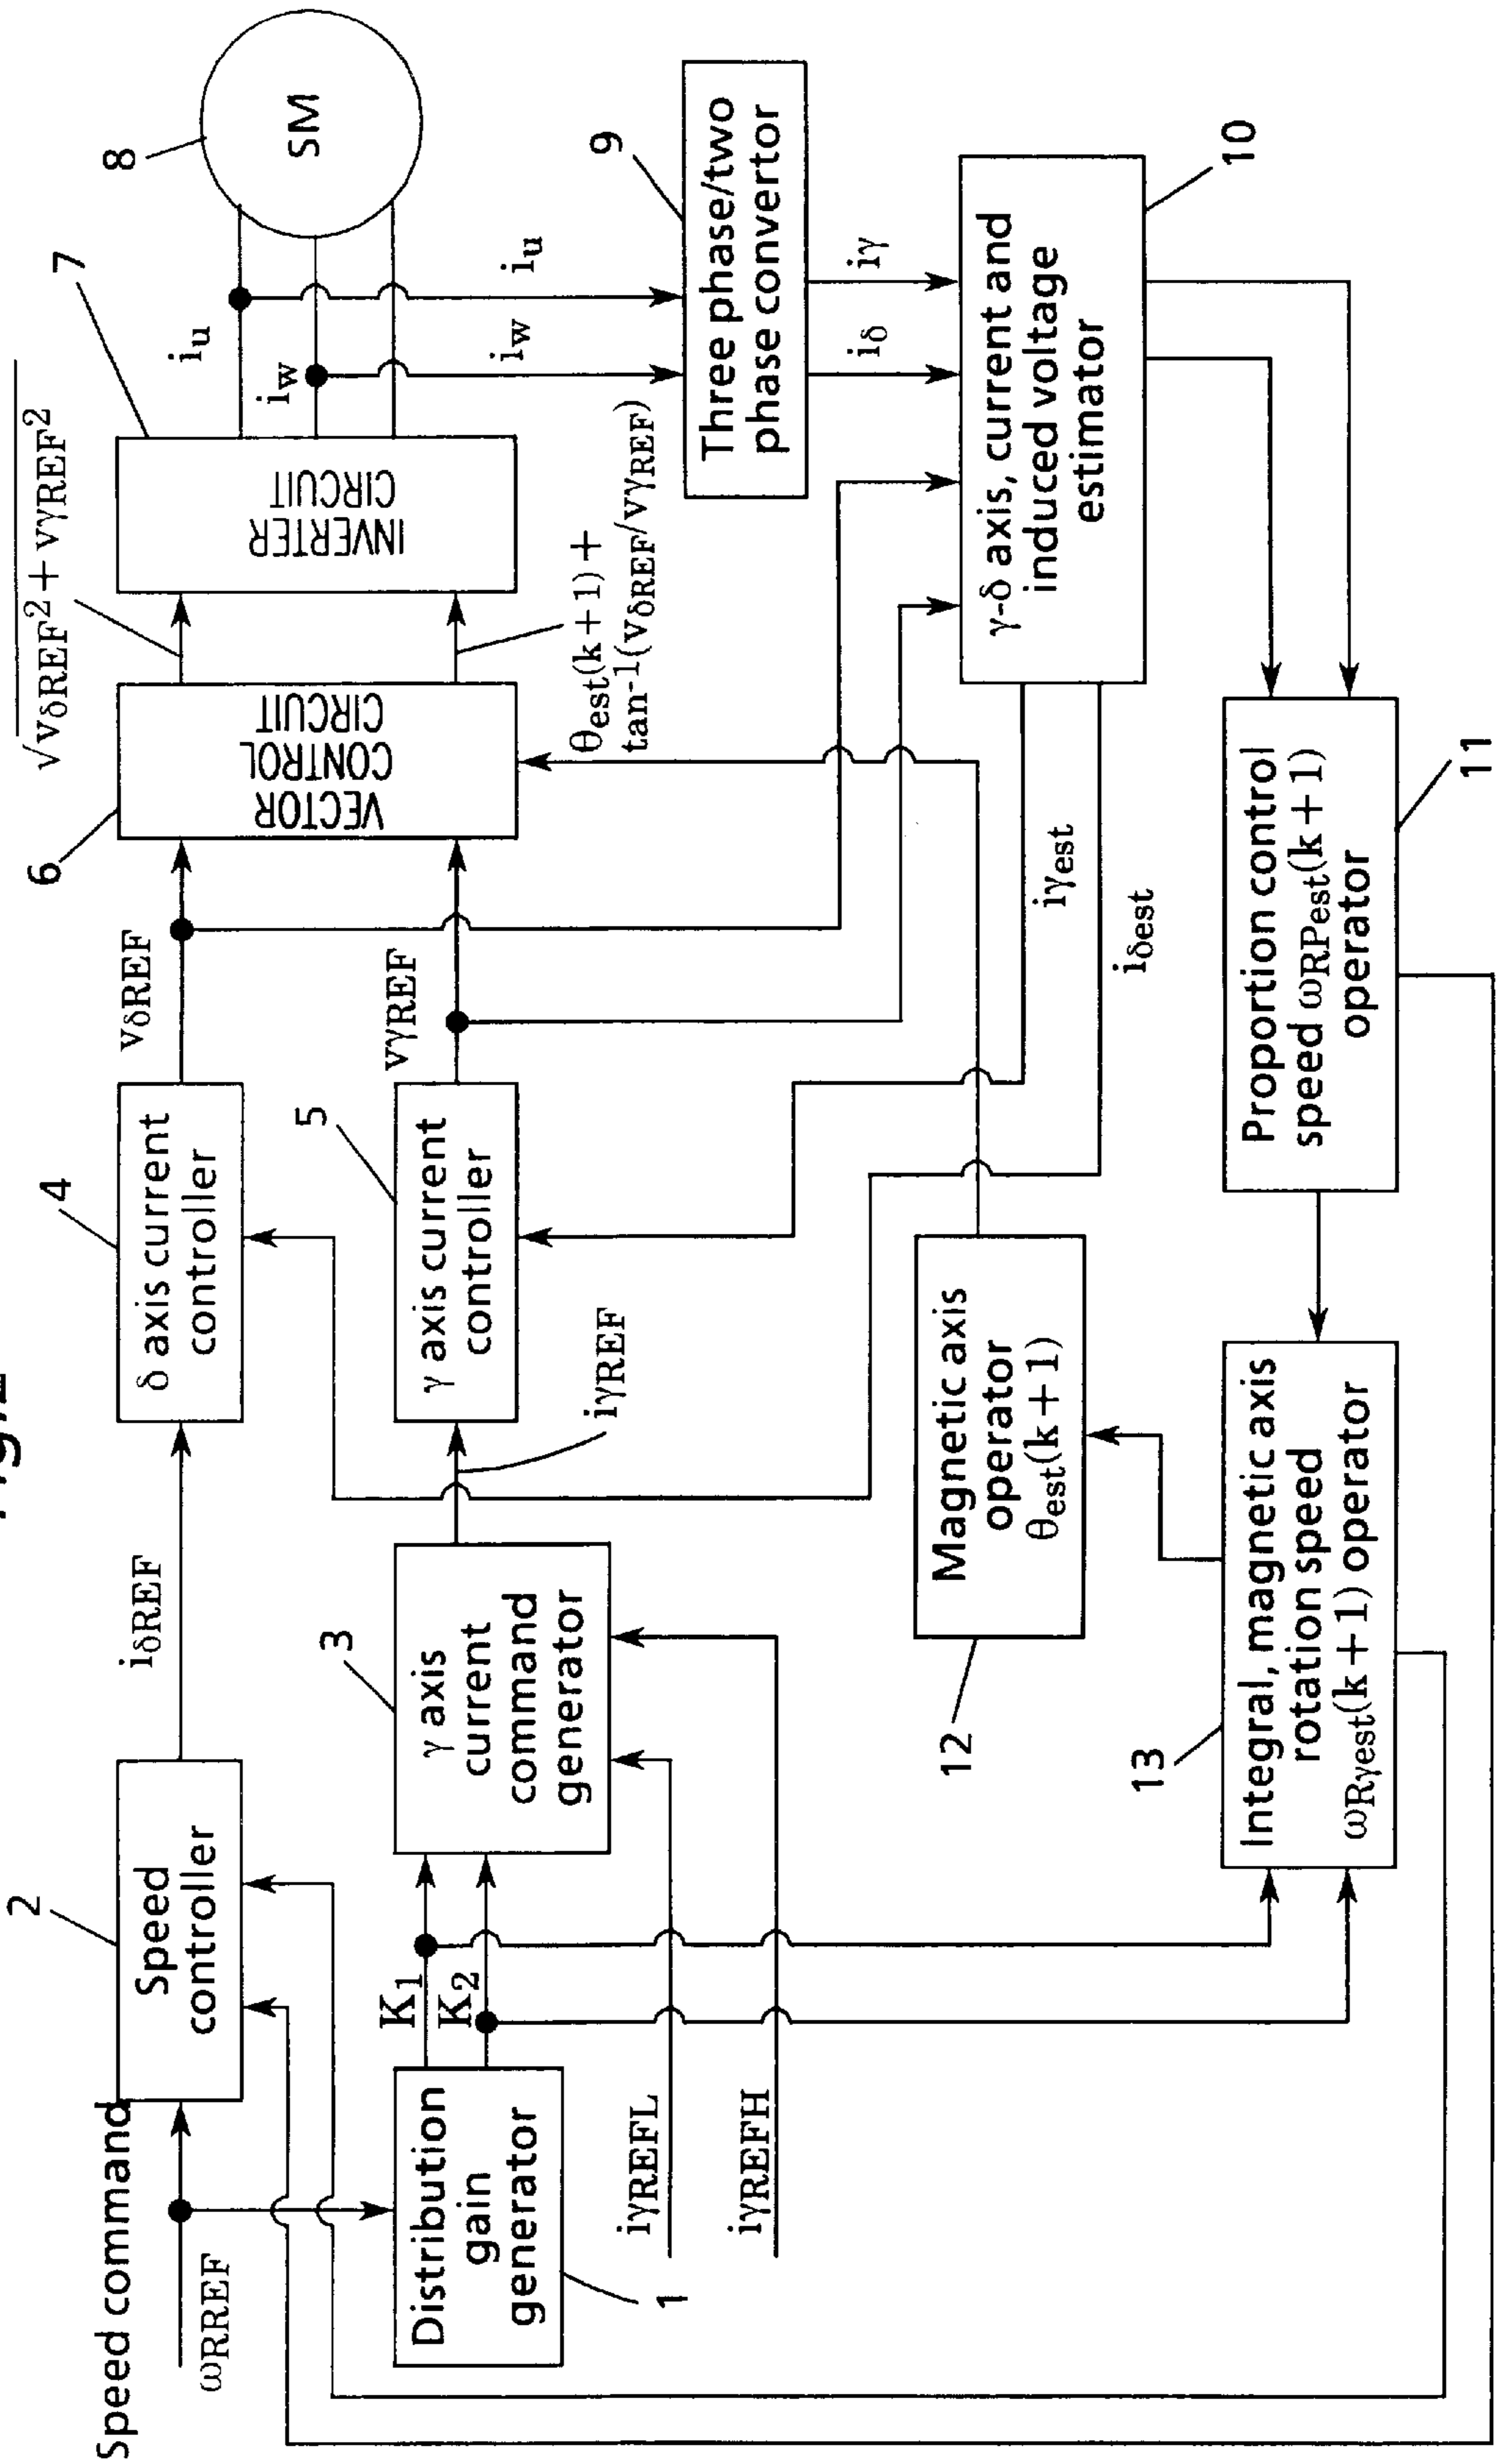 Speed command
ωRREF
2
Speed
controller
iδREF
4
δ axis current
controller
vδREF
6
VECTOR
CONTROL
CIRCUIT
√vδREF² + vγREF²
7
INVERTER
CIRCUIT
iu
iw
8
SM
Distribution
gain
generator
1
K1
K2
iγREFL
iγREFH
3
γ axis
current
command
generator
iγREF
5
γ axis current
controller
vγREF
θest(k+1) +
tan⁻¹(vδREF/vγREF)
iw
iu
9
Three phase/two
phase convertor
iδ
iγ
γ-δ axis, current and
induced voltage
estimator
10
iγest
iδest
12
Magnetic axis
operator
θest(k+1)
13
Integral, magnetic axis
rotation speed
ωRγest(k+1) operator
Proportion control
speed ωRPest(k+1)
operator
11